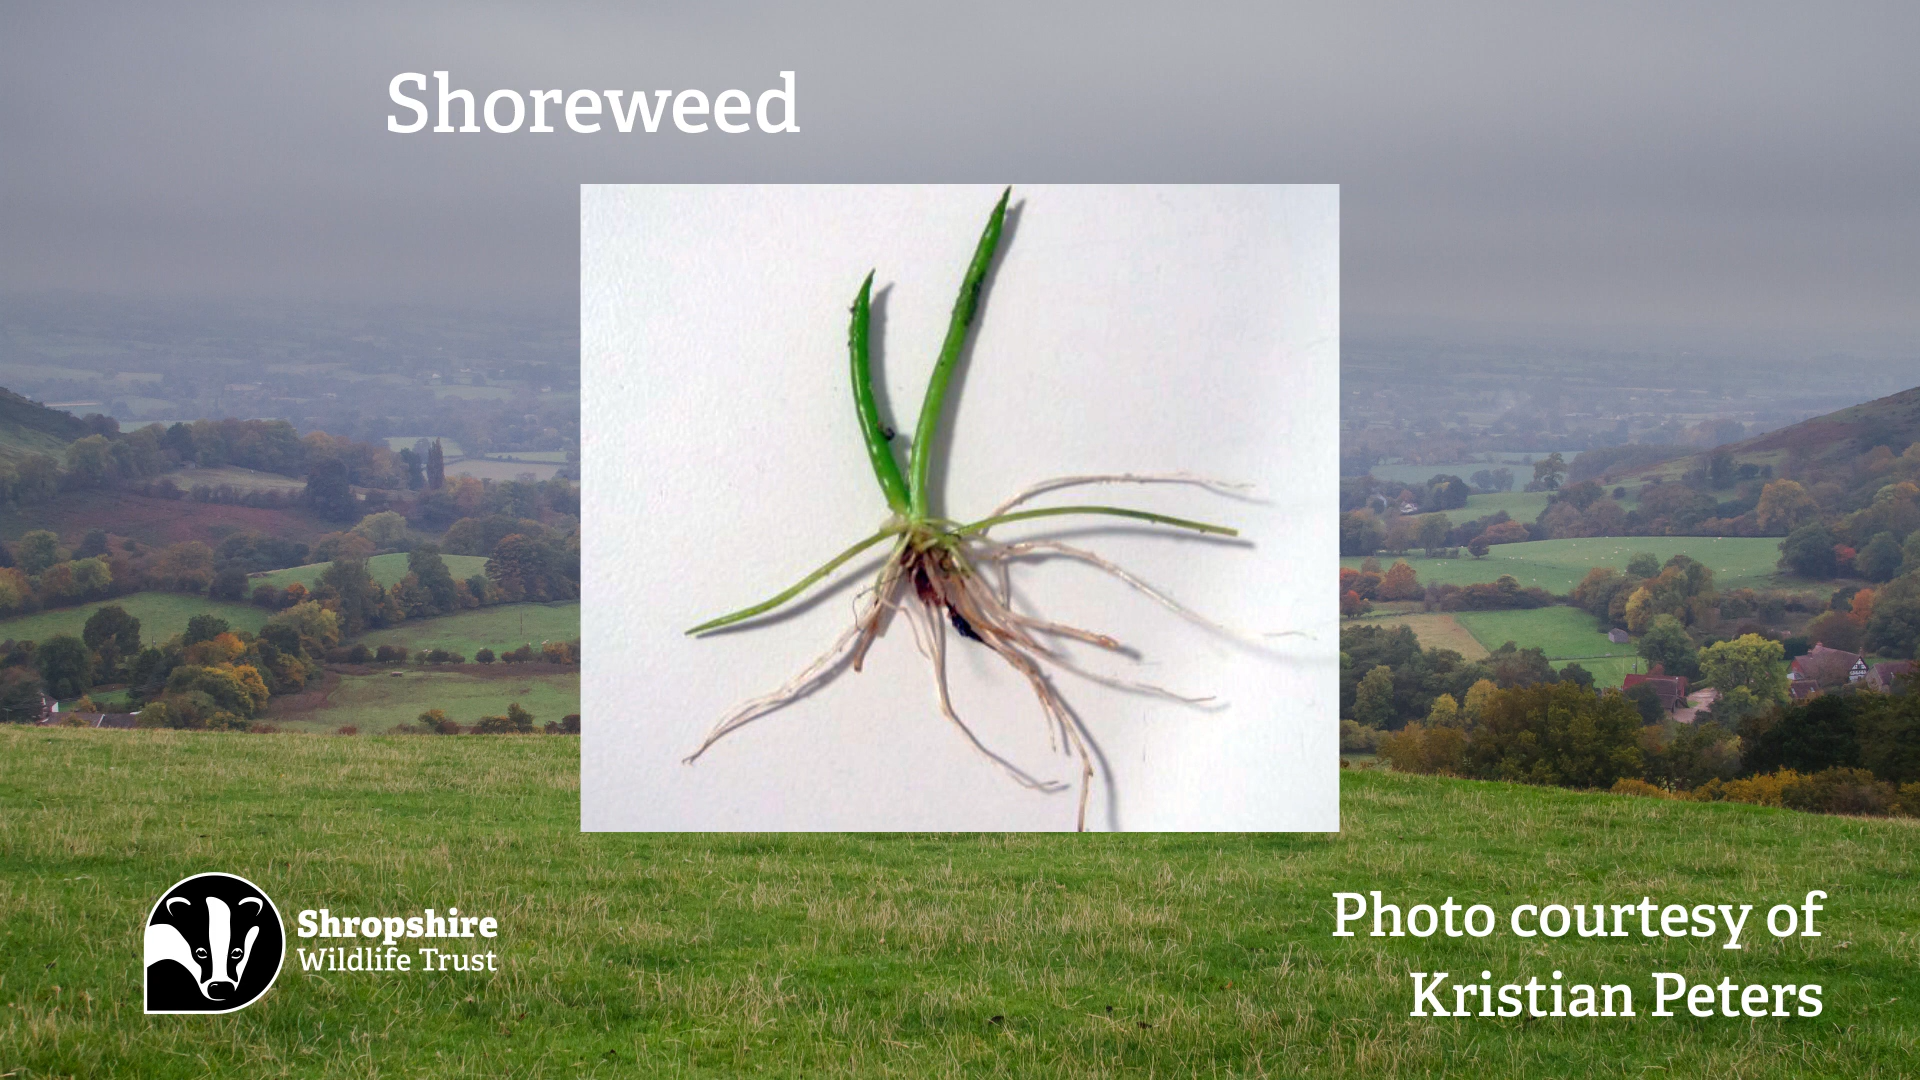 Shoreweed
Shropshire
Wildlife Trust
Photo courtesy of
Kristian Peters